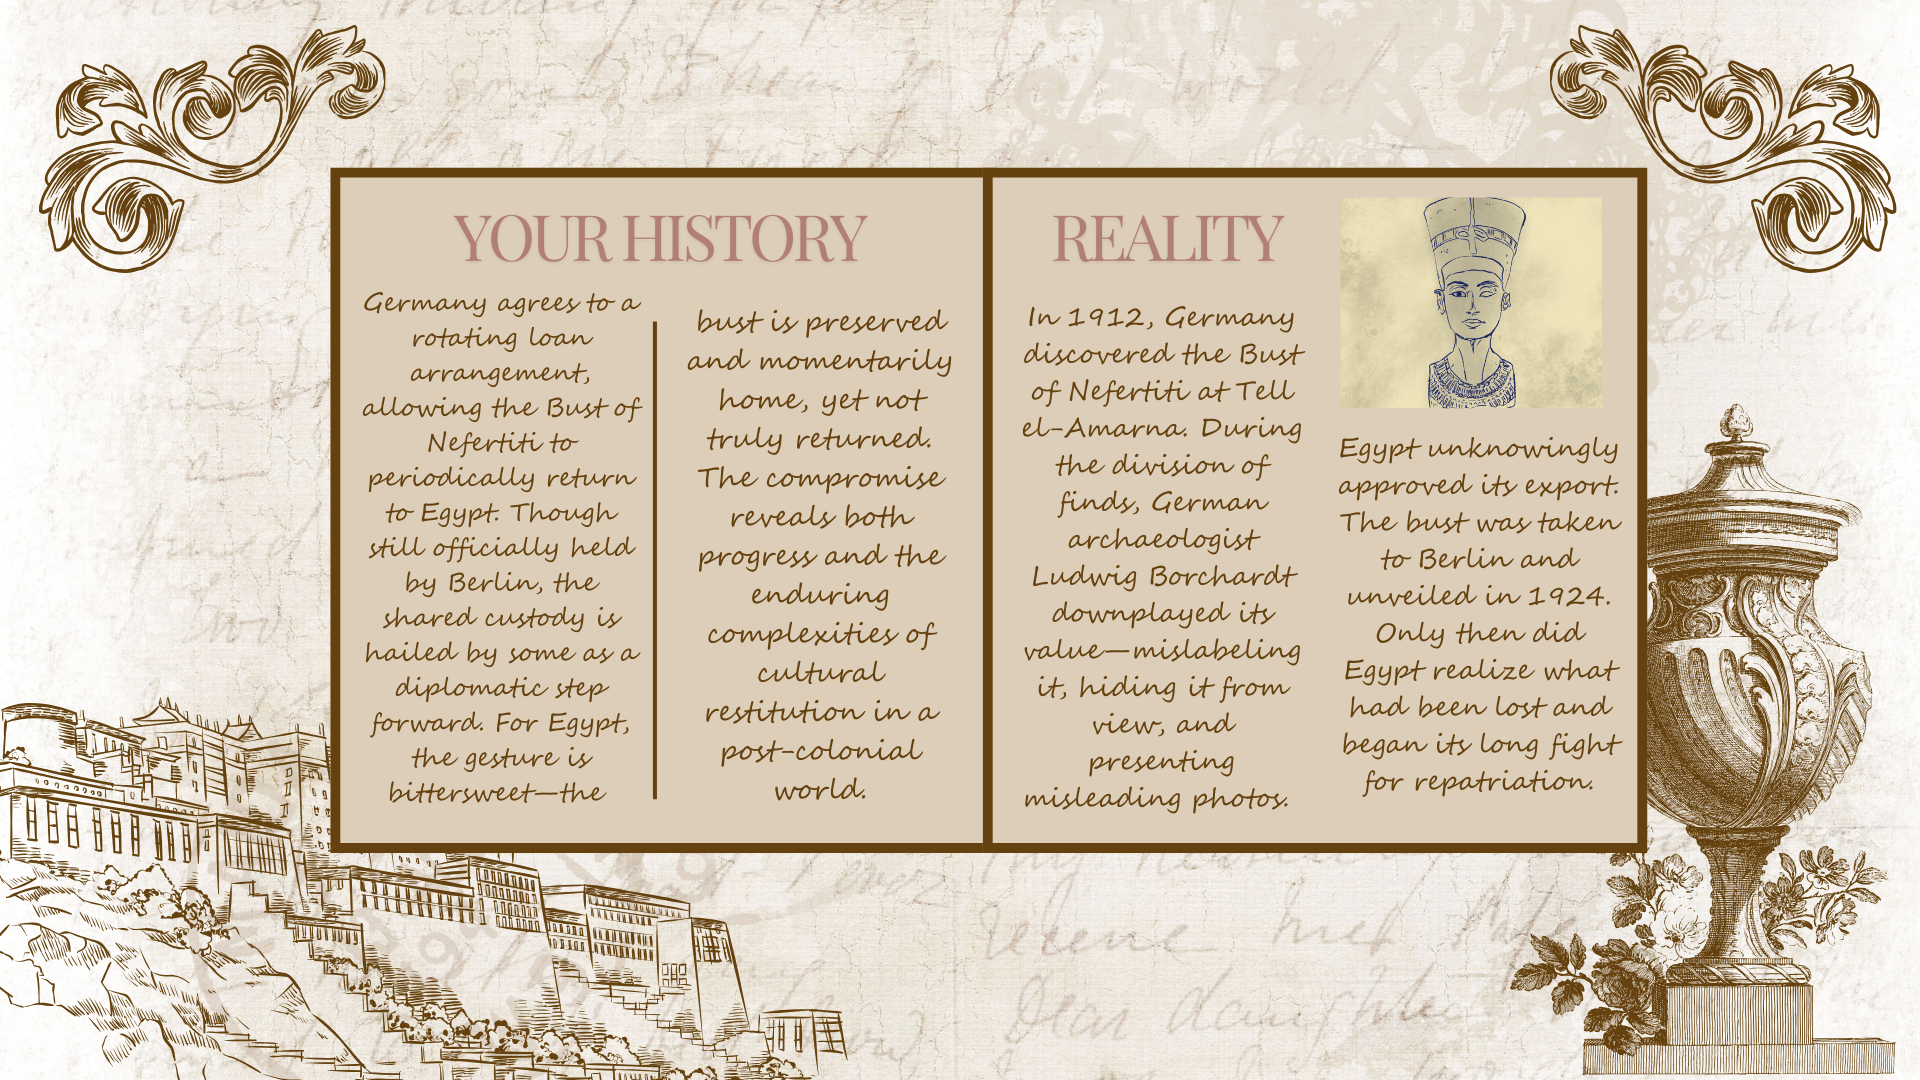 YOUR HISTORY
Germany agrees to a
rotating loan
arrangement,
allowing the Bust of
Nefertiti to
periodically return
to Egypt. Though
still officially held
by Berlin, the
shared custody is
hailed by some as a
diplomatic step
forward. For Egypt,
the gesture is
bittersweet—the
bust is preserved
and momentarily
home, yet not
truly returned.
The compromise
reveals both
progress and the
enduring
complexities of
cultural
restitution in a
post-colonial
world.
REALITY
In 1912, Germany
discovered the Bust
of Nefertiti at Tell
el-Amarna. During
the division of
finds, German
archaeologist
Ludwig Borchardt
downplayed its
value—mislabeling
it, hiding it from
view, and
presenting
misleading photos.
Egypt unknowingly
approved its export.
The bust was taken
to Berlin and
unveiled in 1924.
Only then did
Egypt realize what
had been lost and
began its long fight
for repatriation.
world
Dear daughter